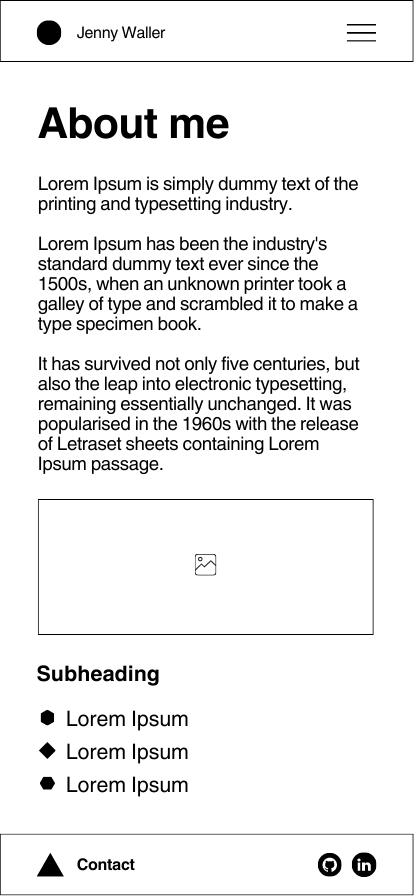 Jenny Waller
About me
Lorem Ipsum is simply dummy text of the
printing and typesetting industry.
Lorem Ipsum has been the industry's
standard dummy text ever since the
1500s, when an unknown printer took a
galley of type and scrambled it to make a
type specimen book.
It has survived not only five centuries, but
also the leap into electronic typesetting,
remaining essentially unchanged. It was
popularised in the 1960s with the release
of Letraset sheets containing Lorem
Ipsum passage.
Subheading
Lorem Ipsum
Lorem Ipsum
Lorem Ipsum
Contact in